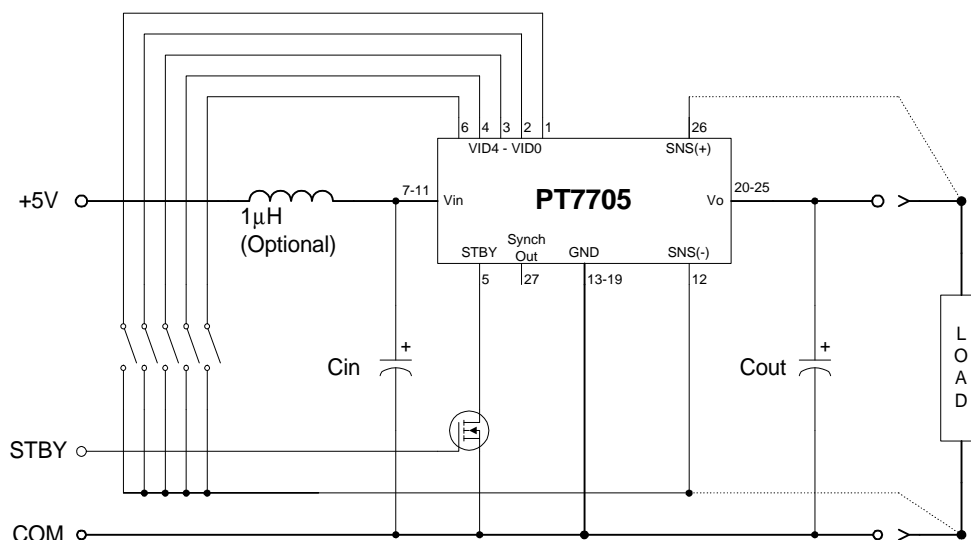 6 4 3 2 1 26
VID4 - VID0 SNS(+)
+5V 7-11 Vin PT7705 Vo 20-25
1μH
(Optional)
STBY Synch Out GND SNS(-)
5 27 13-19 12
+ +
Cin Cout
L
O
A
D
STBY
COM